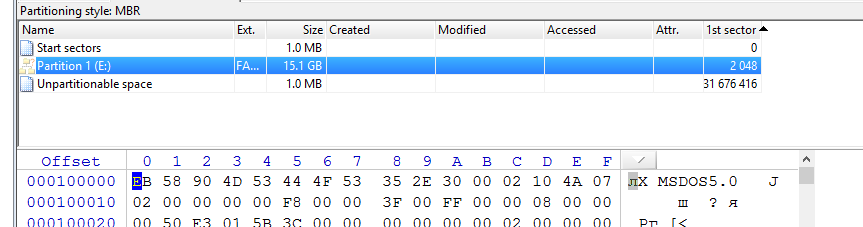 Partitioning style: MBR
Name Ext. Size Created Modified Accessed Attr. 1st sector
Start sectors 1.0 MB 0
Partition 1 (E:) FA... 15.1 GB 2 048
Unpartitionable space 1.0 MB 31 676 416
Offset 0 1 2 3 4 5 6 7 8 9 A B C D E F
000100000 EB 58 90 4D 53 44 4F 53 35 2E 30 00 02 10 4A 07 лX MSDOS5.0 J
000100010 02 00 00 00 00 F8 00 00 3F 00 FF 00 00 08 00 00 ш ? я
000100020 00 50 E3 01 5B 3C 00 00 00 00 00 00 02 00 00 00 Pг [<